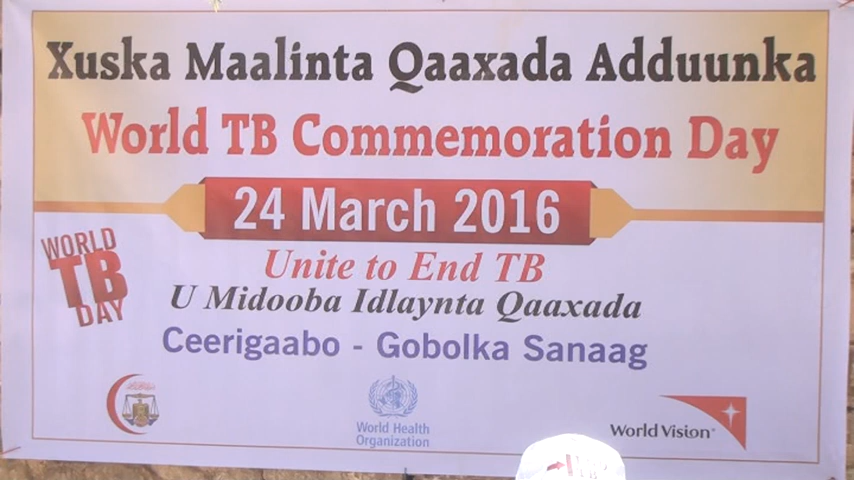 Xuska Maalinta Qaaxada Adduunka
World TB Commemoration Day
24 March 2016
Unite to End TB
U Midooba Idlaynta Qaaxada
Ceerigaabo - Gobolka Sanaag
WORLD
TB
DAY
World Health
Organization
World Vision